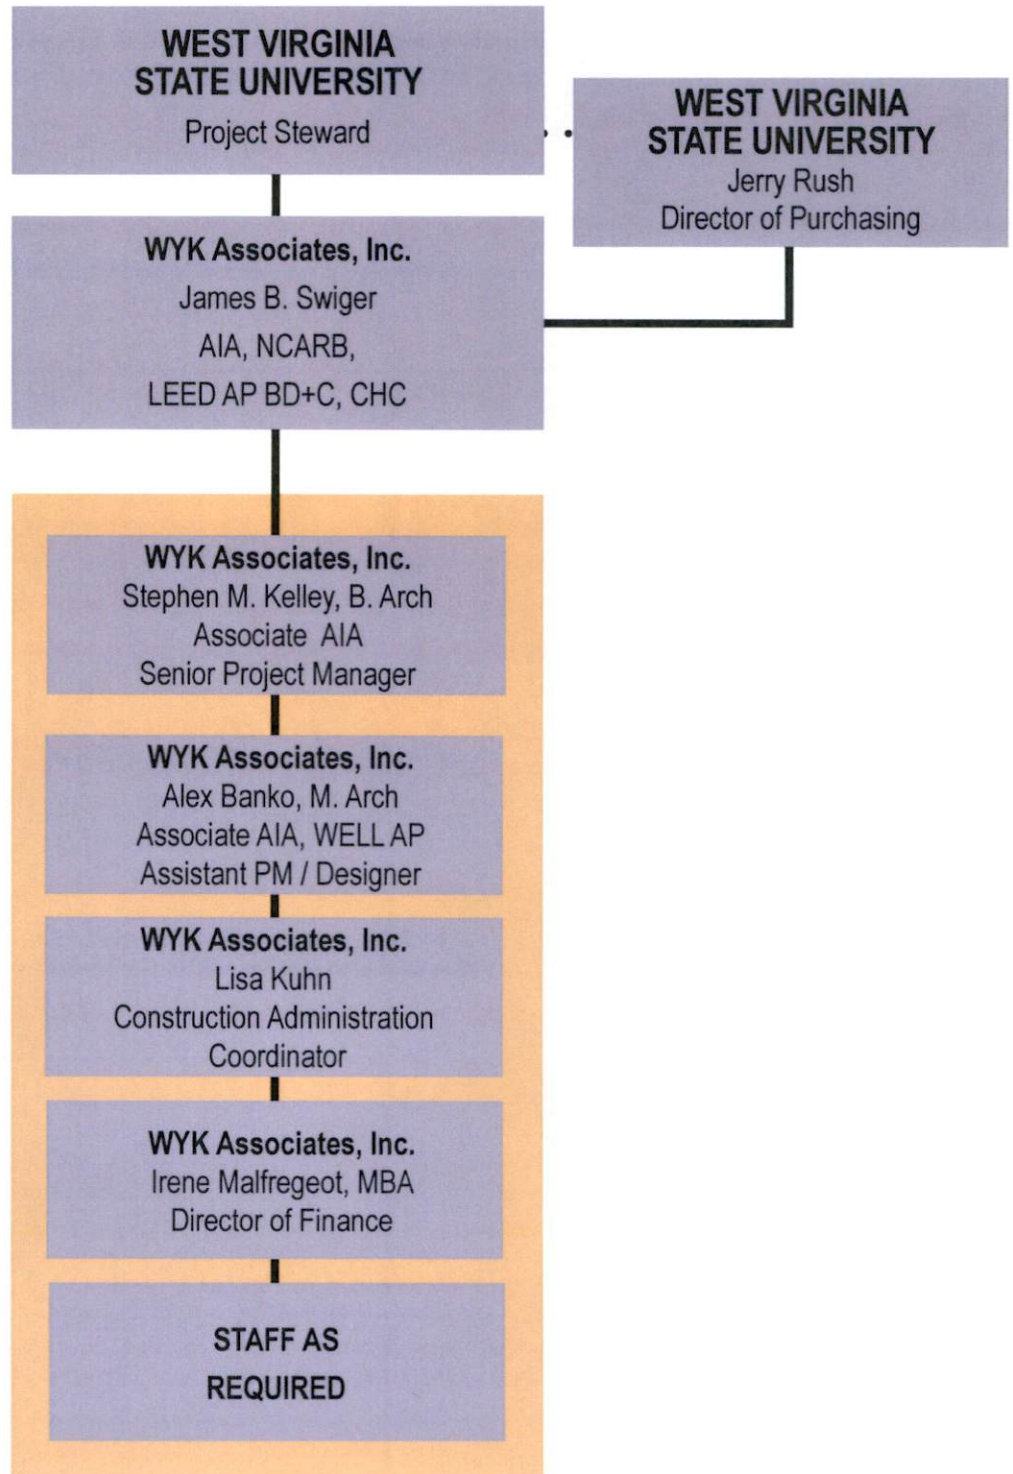 WEST VIRGINIA
STATE UNIVERSITY
Project Steward
WEST VIRGINIA
STATE UNIVERSITY
Jerry Rush
Director of Purchasing
WYK Associates, Inc.
James B. Swiger
AIA, NCARB,
LEED AP BD+C, CHC
WYK Associates, Inc.
Stephen M. Kelley, B. Arch
Associate AIA
Senior Project Manager
WYK Associates, Inc.
Alex Banko, M. Arch
Associate AIA, WELL AP
Assistant PM / Designer
WYK Associates, Inc.
Lisa Kuhn
Construction Administration
Coordinator
WYK Associates, Inc.
Irene Malfregeot, MBA
Director of Finance
STAFF AS
REQUIRED